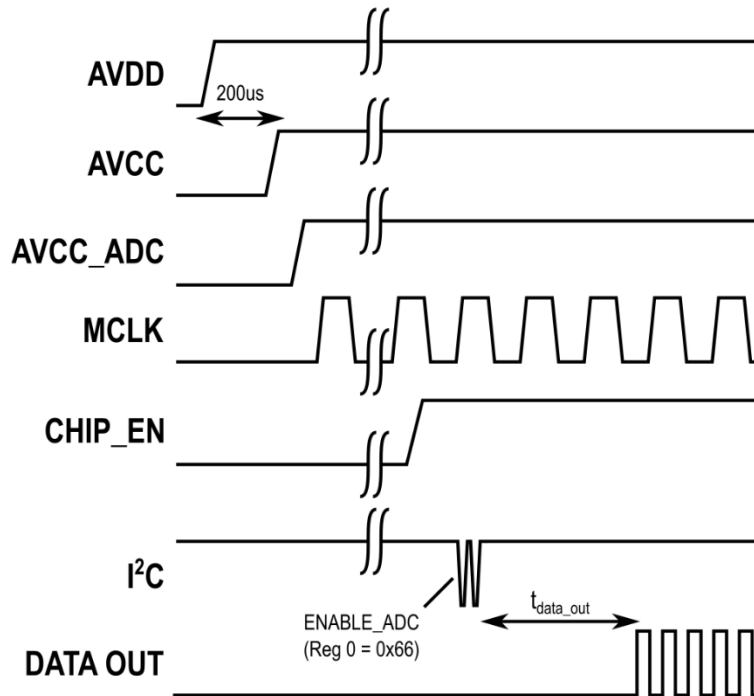 AVDD
200us
AVCC
AVCC_ADC
MCLK
CHIP_EN
I²C
ENABLE_ADC
(Reg 0 = 0x66)
t_data_out
DATA OUT